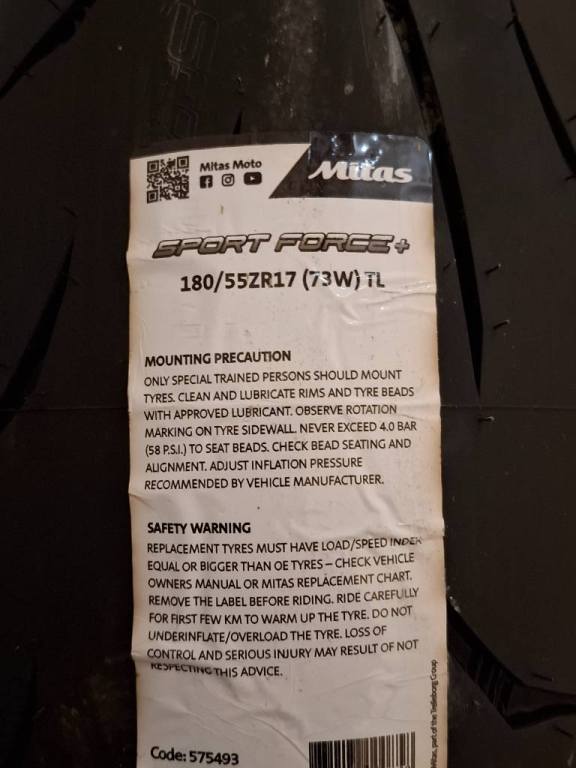 Mitas Moto
Mitas
SPORT FORCE+
180/55ZR17 (73W) TL
MOUNTING PRECAUTION
ONLY SPECIAL TRAINED PERSONS SHOULD MOUNT
TYRES. CLEAN AND LUBRICATE RIMS AND TYRE BEADS
WITH APPROVED LUBRICANT. OBSERVE ROTATION
MARKING ON TYRE SIDEWALL. NEVER EXCEED 4.0 BAR
(58 P.S.I.) TO SEAT BEADS. CHECK BEAD SEATING AND
ALIGNMENT. ADJUST INFLATION PRESSURE
RECOMMENDED BY VEHICLE MANUFACTURER.
SAFETY WARNING
REPLACEMENT TYRES MUST HAVE LOAD/SPEED INDEX
EQUAL OR BIGGER THAN OE TYRES – CHECK VEHICLE
OWNERS MANUAL OR MITAS REPLACEMENT CHART.
REMOVE THE LABEL BEFORE RIDING. RIDE CAREFULLY
FOR FIRST FEW KM TO WARM UP THE TYRE. DO NOT
UNDERINFLATE/OVERLOAD THE TYRE. LOSS OF
CONTROL AND SERIOUS INJURY MAY RESULT OF NOT
RESPECTING THIS ADVICE.
Code: 575493
Mitas, part of the Trelleborg Group